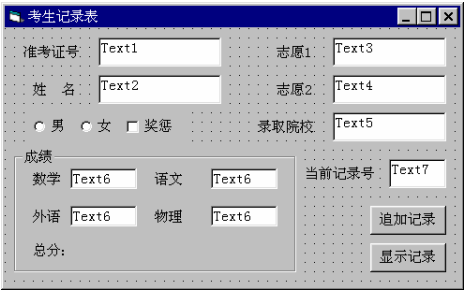 考生记录表
准考证号 Text1 志愿1 Text3
姓 名 Text2 志愿2 Text4
男 女 奖惩 录取院校 Text5
成绩
数学 Text6 语文 Text6 当前记录号 Text7
外语 Text6 物理 Text6 追加记录
总分: 显示记录